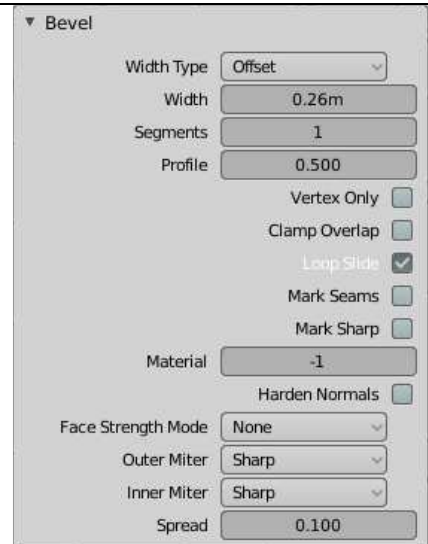 Bevel
Width Type Offset
Width 0.26m
Segments 1
Profile 0.500
Vertex Only
Clamp Overlap
Loop Slide
Mark Seams
Mark Sharp
Material -1
Harden Normals
Face Strength Mode None
Outer Miter Sharp
Inner Miter Sharp
Spread 0.100